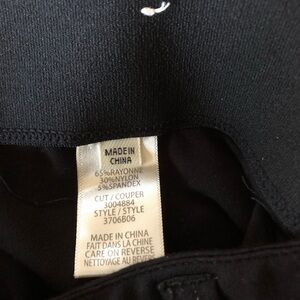 MADE IN
CHINA
65%RAYONNE
30%NYLON
5%SPANDEX
CUT / COUPER
3004884
STYLE / STYLE
3706B06
MADE IN CHINA
FAIT DANS LA CHINE
CARE ON REVERSE
NETTOYAGE AU REVERS